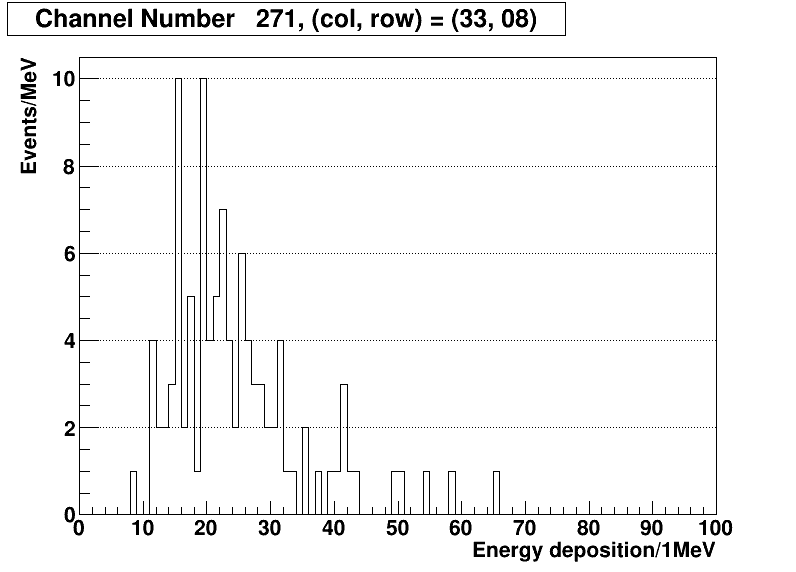 Channel Number 271, (col, row) = (33, 08)
Events/MeV
10
8
6
4
2
0
0 10 20 30 40 50 60 70 80 90 100
Energy deposition/1MeV